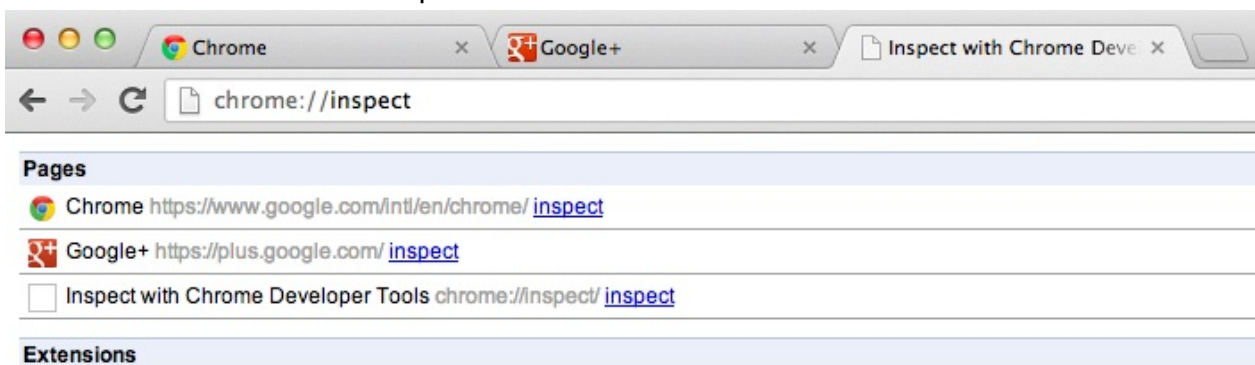 Chrome
Google+
Inspect with Chrome Deve
chrome://inspect
Pages
Chrome https://www.google.com/intl/en/chrome/ inspect
Google+ https://plus.google.com/ inspect
Inspect with Chrome Developer Tools chrome://inspect/ inspect
Extensions